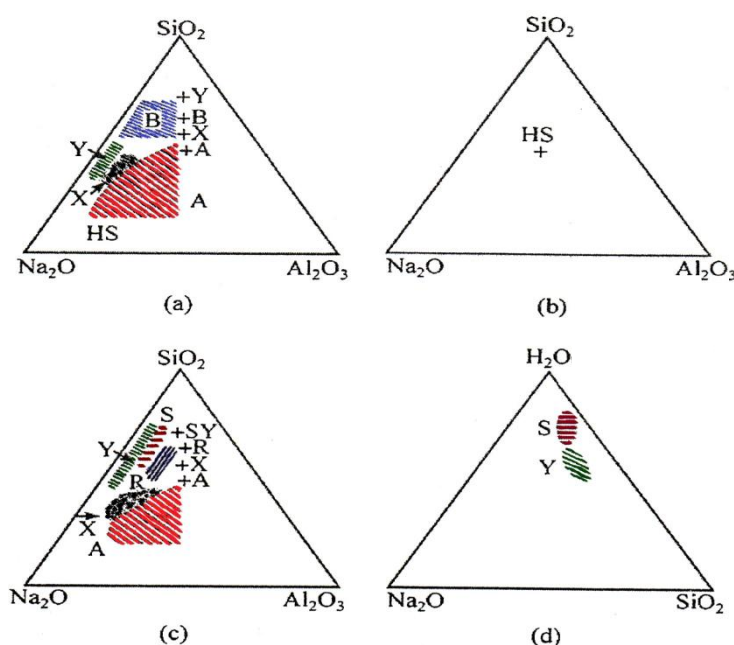 SiO₂
+Y
B
+B
+X
Y
+A
X
A
HS
Na₂O
Al₂O₃
(a)
SiO₂
HS
+
Na₂O
Al₂O₃
(b)
SiO₂
S
+SY
Y
+R
+X
R
+A
X
A
Na₂O
Al₂O₃
(c)
H₂O
S
Y
Na₂O
SiO₂
(d)